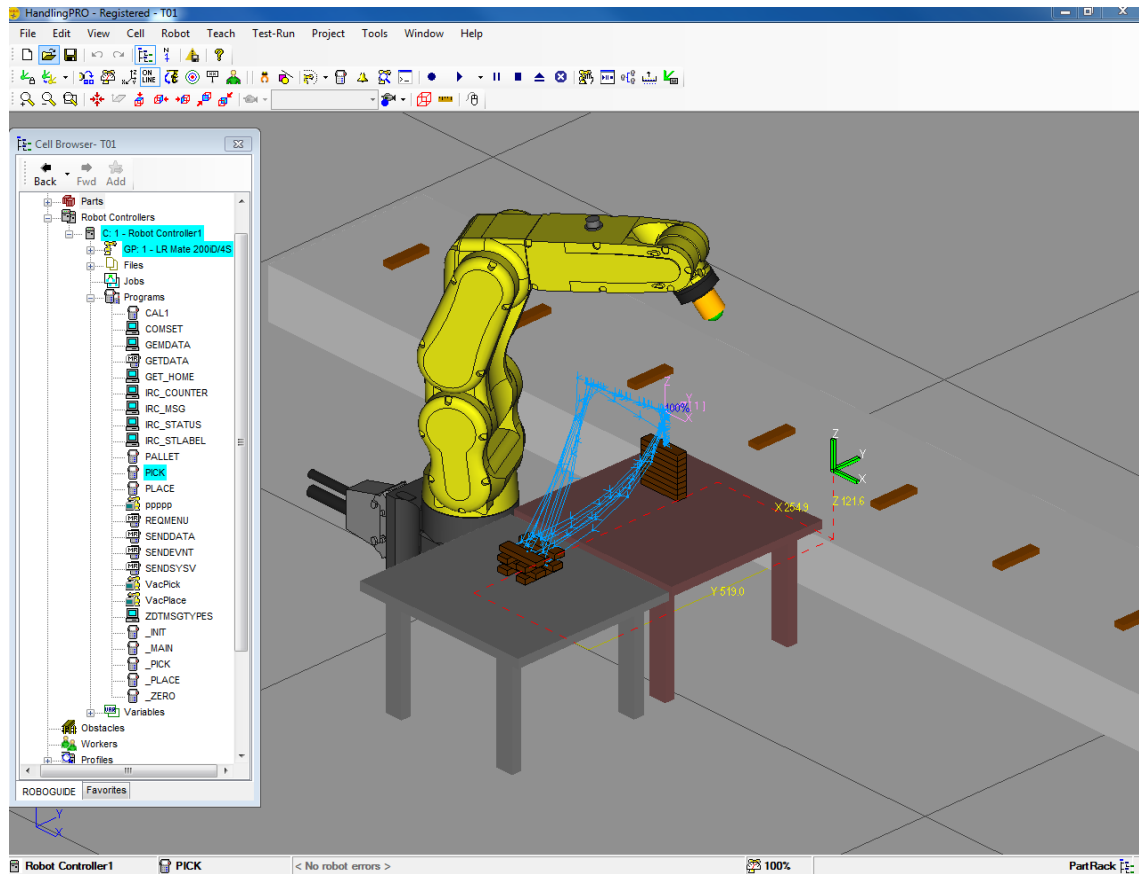 HandlingPRO - Registered - T01
File Edit View Cell Robot Teach Test-Run Project Tools Window Help
ON
LINE
Cell Browser- T01
Back Fwd Add
Parts
Robot Controllers
C: 1 - Robot Controller1
GP: 1 - LR Mate 200iD/4S
Files
Jobs
Programs
CAL1
COMSET
GEMDATA
GETDATA
GET_HOME
IRC_COUNTER
IRC_MSG
IRC_STATUS
IRC_STLABEL
PALLET
PICK
PLACE
ppppp
REQMENU
SENDDATA
SENDEVNT
SENDSYSV
VacPick
VacPlace
ZDTMSGTYPES
_INIT
_MAIN
_PICK
_PLACE
_ZERO
Variables
Obstacles
Workers
Profiles
ROBOGUIDE Favorites
100%
Z
Y
X
X 254.9
Z 121.6
Y 519.0
Y
X
Robot Controller1 PICK < No robot errors > 100% PartRack